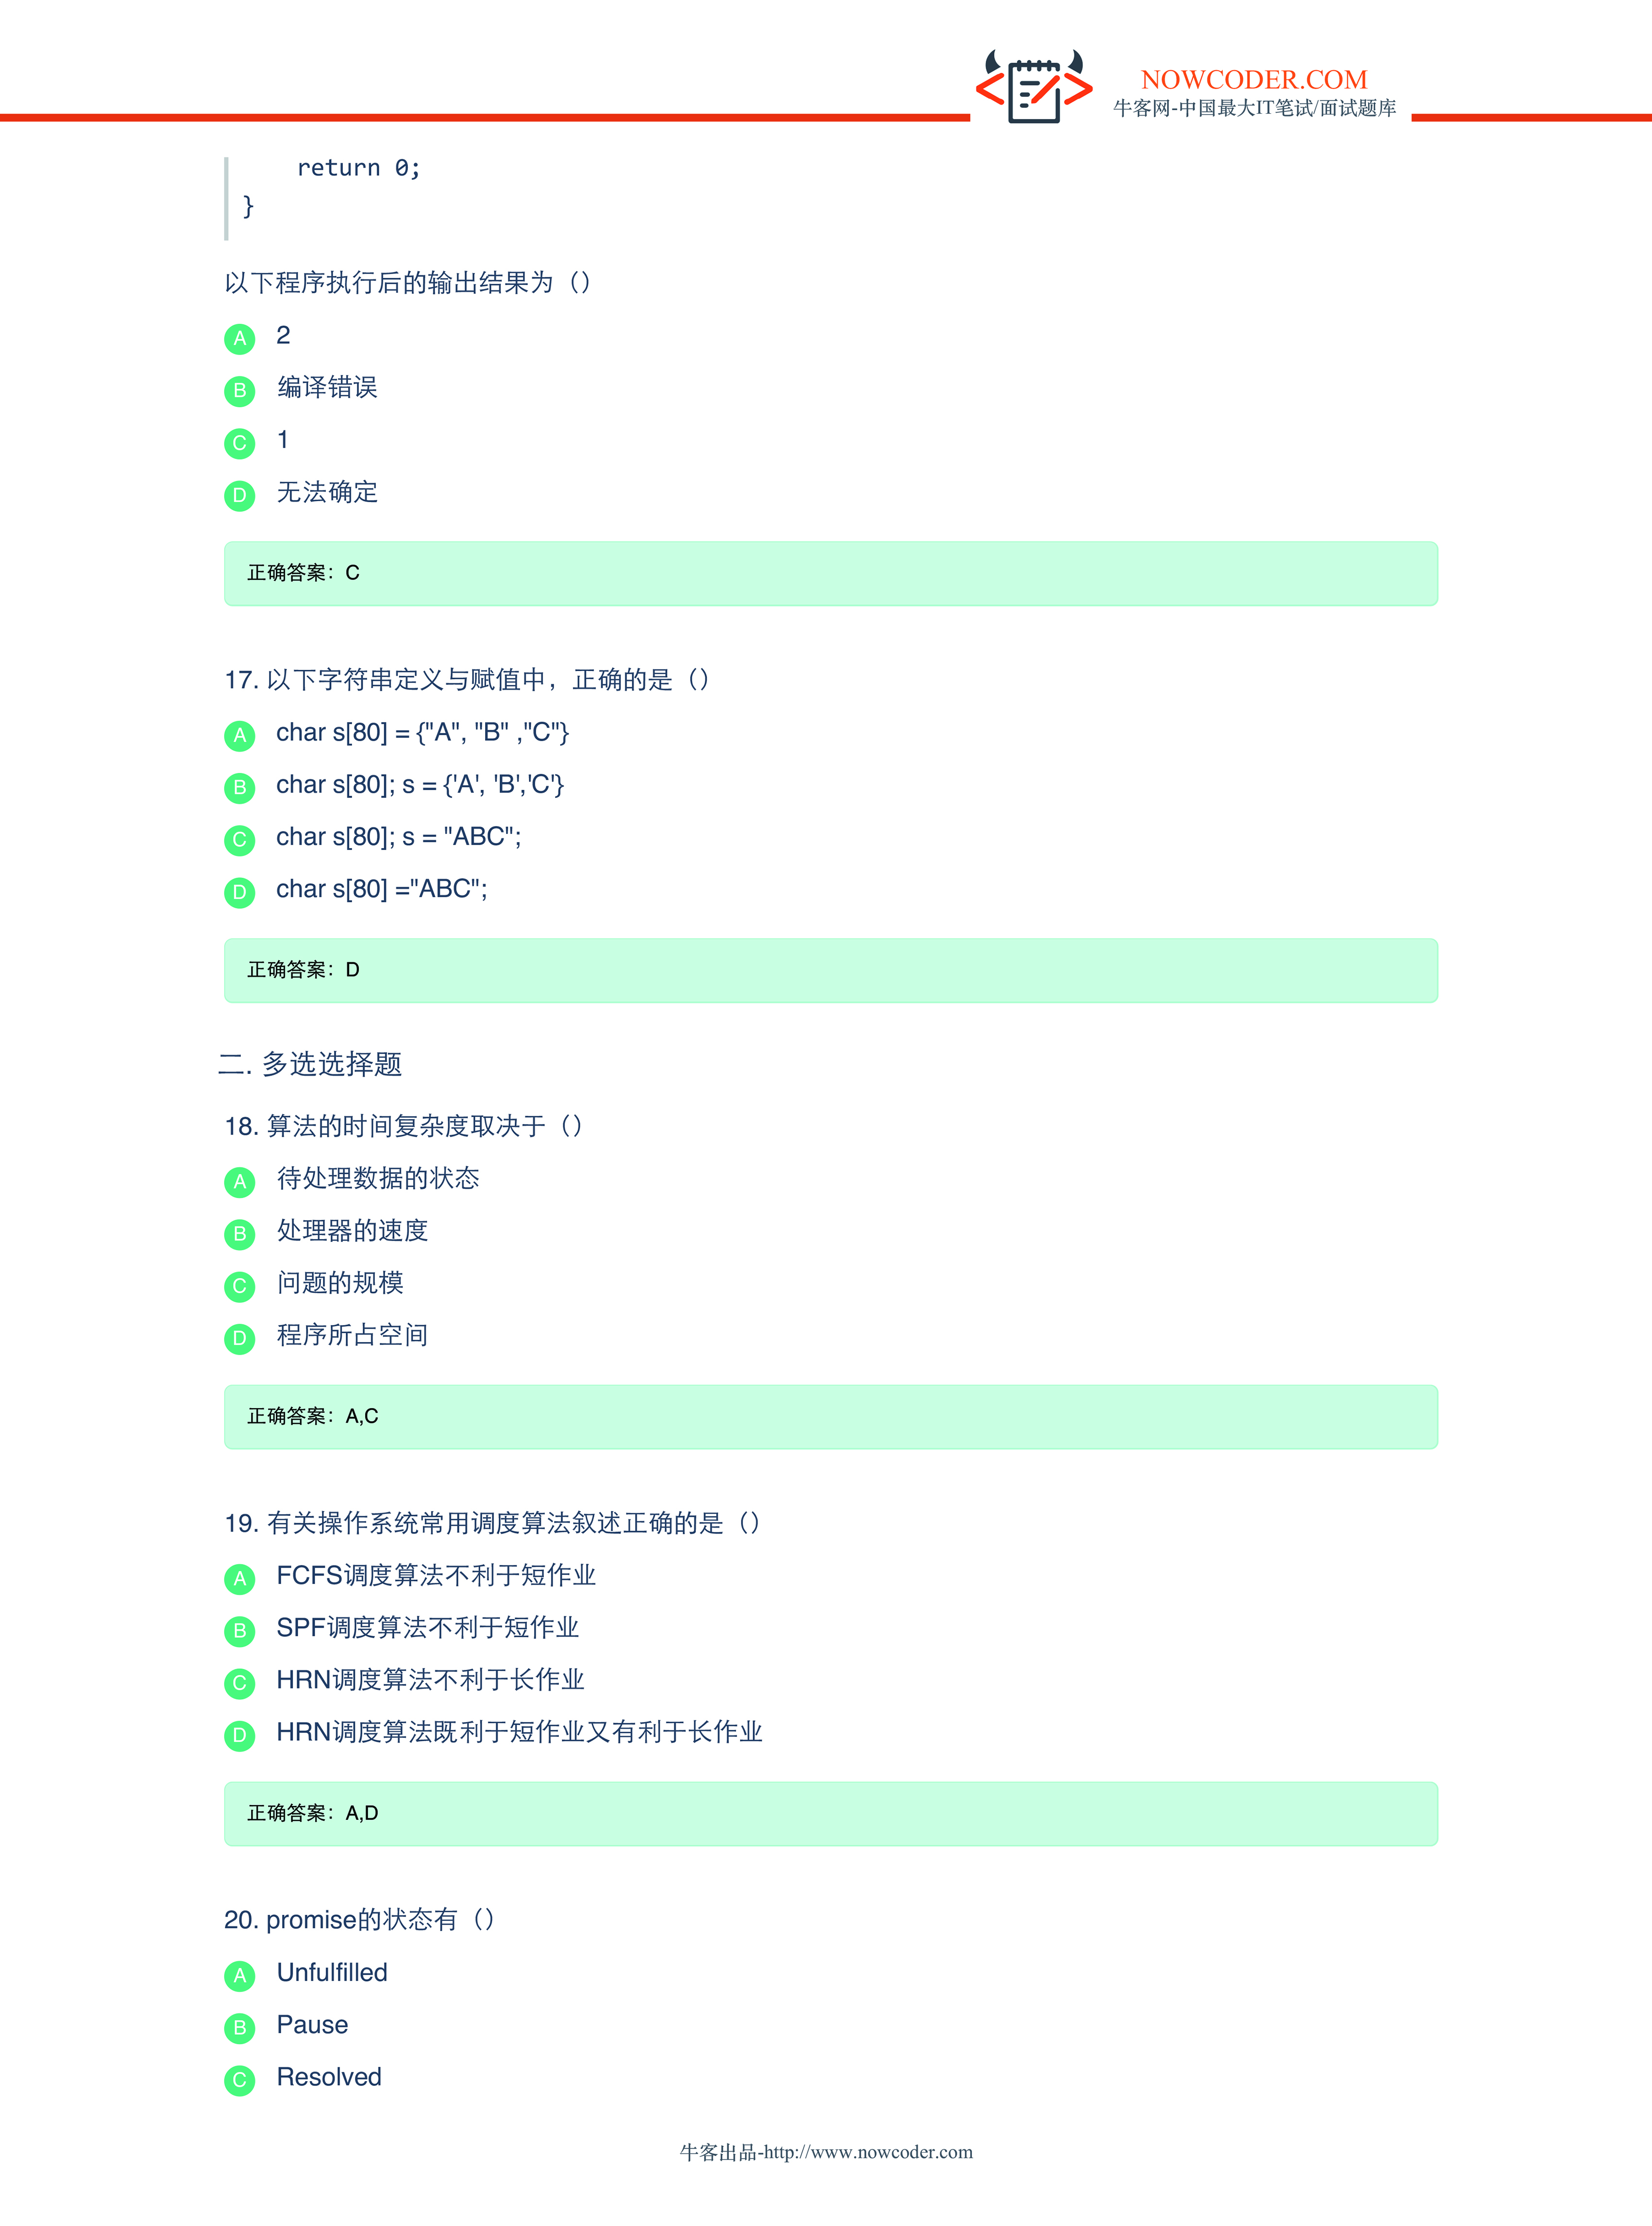 NOWCODER.COM
牛客网-中国最大IT笔试/面试题库
return 0;
}
以下程序执行后的输出结果为（）
A 2
B 编译错误
C 1
D 无法确定
正确答案：C
17. 以下字符串定义与赋值中，正确的是（）
A char s[80] = {"A", "B" ,"C"}
B char s[80]; s = {'A', 'B','C'}
C char s[80]; s = "ABC";
D char s[80] ="ABC";
正确答案：D
二. 多选选择题
18. 算法的时间复杂度取决于（）
A 待处理数据的状态
B 处理器的速度
C 问题的规模
D 程序所占空间
正确答案：A,C
19. 有关操作系统常用调度算法叙述正确的是（）
A FCFS调度算法不利于短作业
B SPF调度算法不利于短作业
C HRN调度算法不利于长作业
D HRN调度算法既利于短作业又有利于长作业
正确答案：A,D
20. promise的状态有（）
A Unfulfilled
B Pause
C Resolved
牛客出品-http://www.nowcoder.com